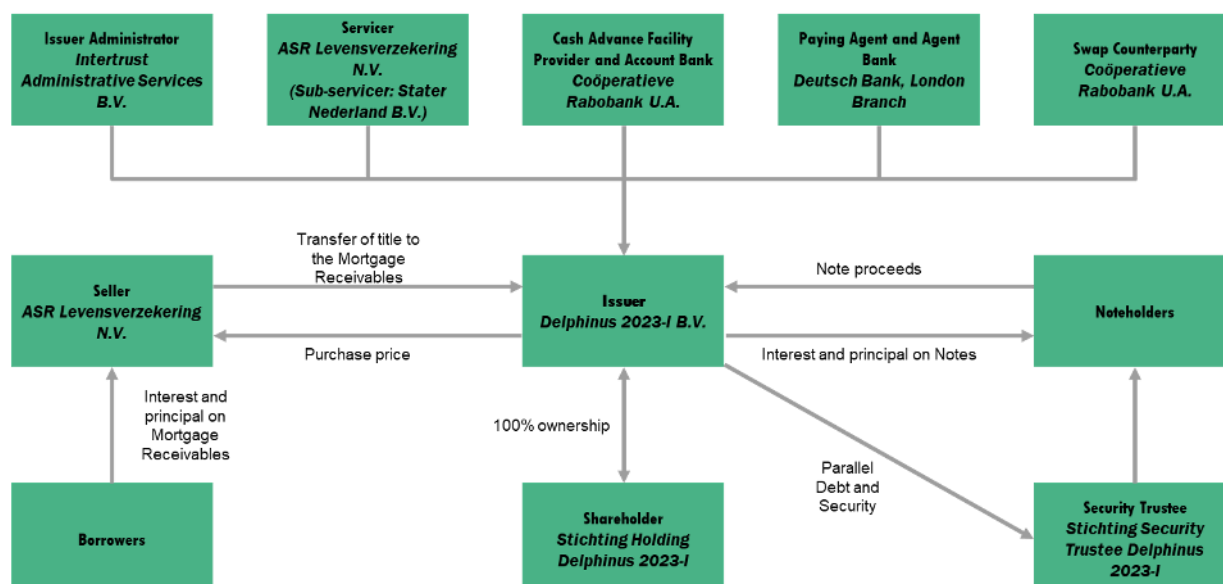 Issuer Administrator
Intertrust
Administrative Services
B.V.
Servicer
ASR Levensverzekering
N.V.
(Sub-servicer: Stater
Nederland B.V.)
Cash Advance Facility
Provider and Account Bank
Coöperatieve
Rabobank U.A.
Paying Agent and Agent
Bank
Deutsch Bank, London
Branch
Swap Counterparty
Coöperatieve
Rabobank U.A.
Transfer of title to
the Mortgage
Receivables
Note proceeds
Seller
ASR Levensverzekering
N.V.
Issuer
Delphinus 2023-I B.V.
Noteholders
Purchase price
Interest and principal on Notes
Interest and
principal on
Mortgage
Receivables
100% ownership
Parallel
Debt and
Security
Borrowers
Shareholder
Stichting Holding
Delphinus 2023-I
Security Trustee
Stichting Security
Trustee Delphinus
2023-I